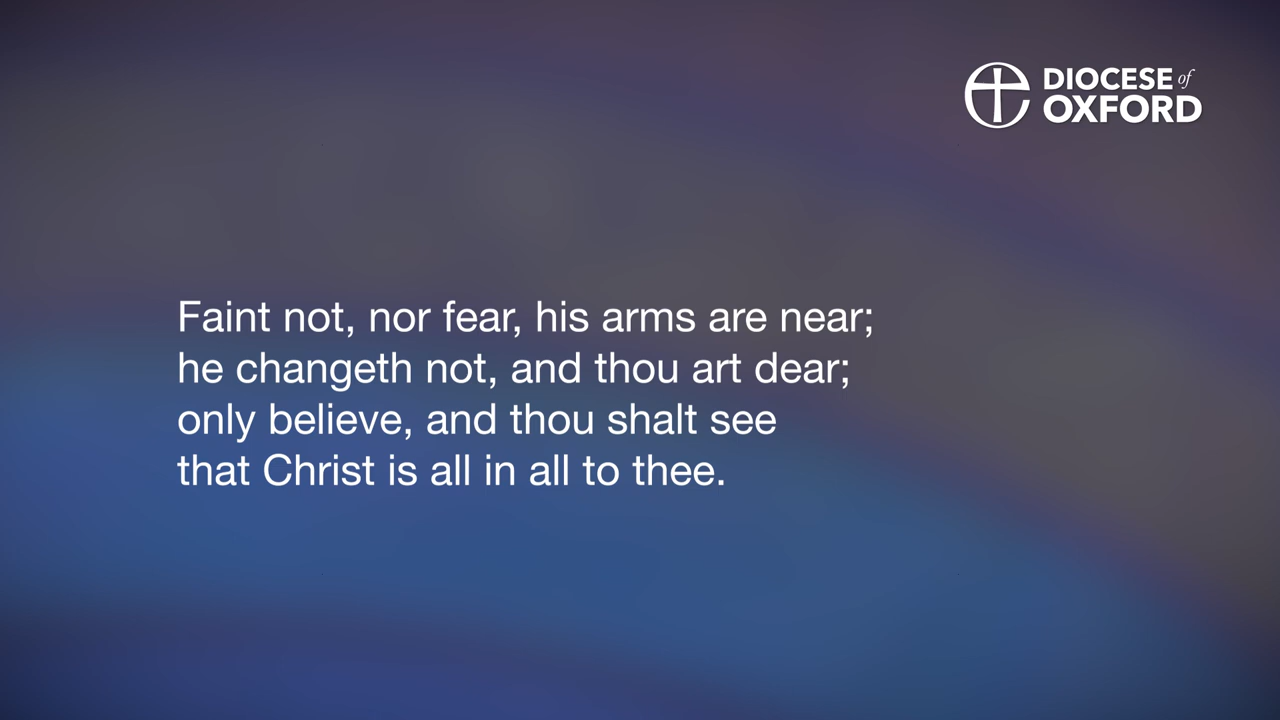 DIOCESE of
OXFORD
Faint not, nor fear, his arms are near;
he changeth not, and thou art dear;
only believe, and thou shalt see
that Christ is all in all to thee.